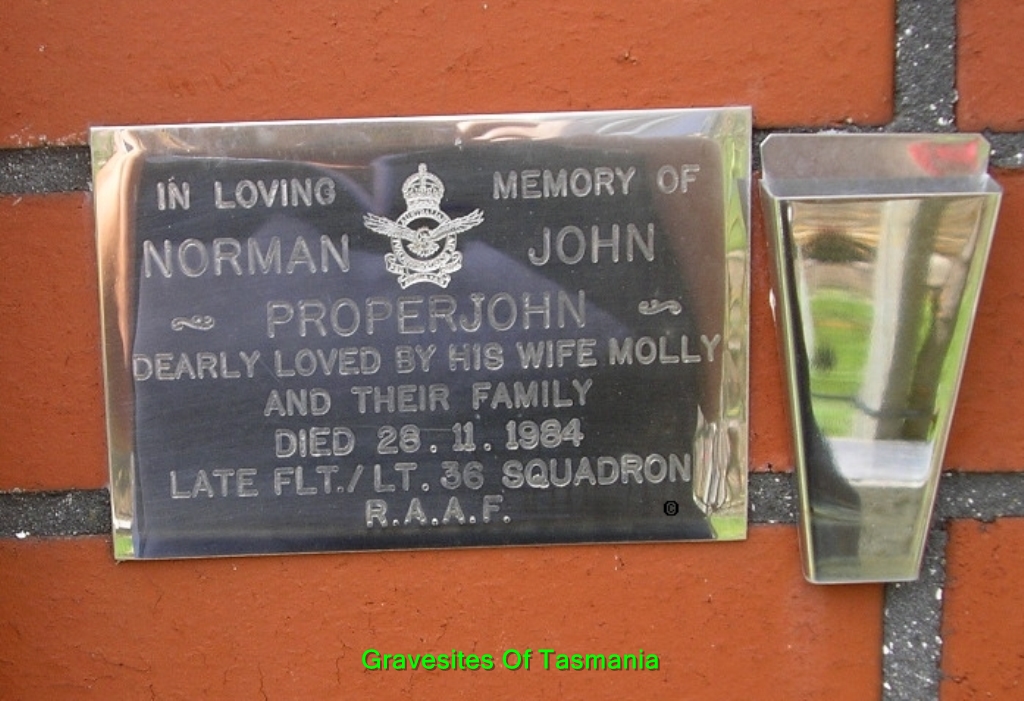 IN LOVING MEMORY OF
NORMAN JOHN
~ PROPERJOHN ~
DEARLY LOVED BY HIS WIFE MOLLY
AND THEIR FAMILY
DIED 28.11.1984
LATE FLT./LT. 36 SQUADRON
R.A.A.F.
©
Gravesites Of Tasmania